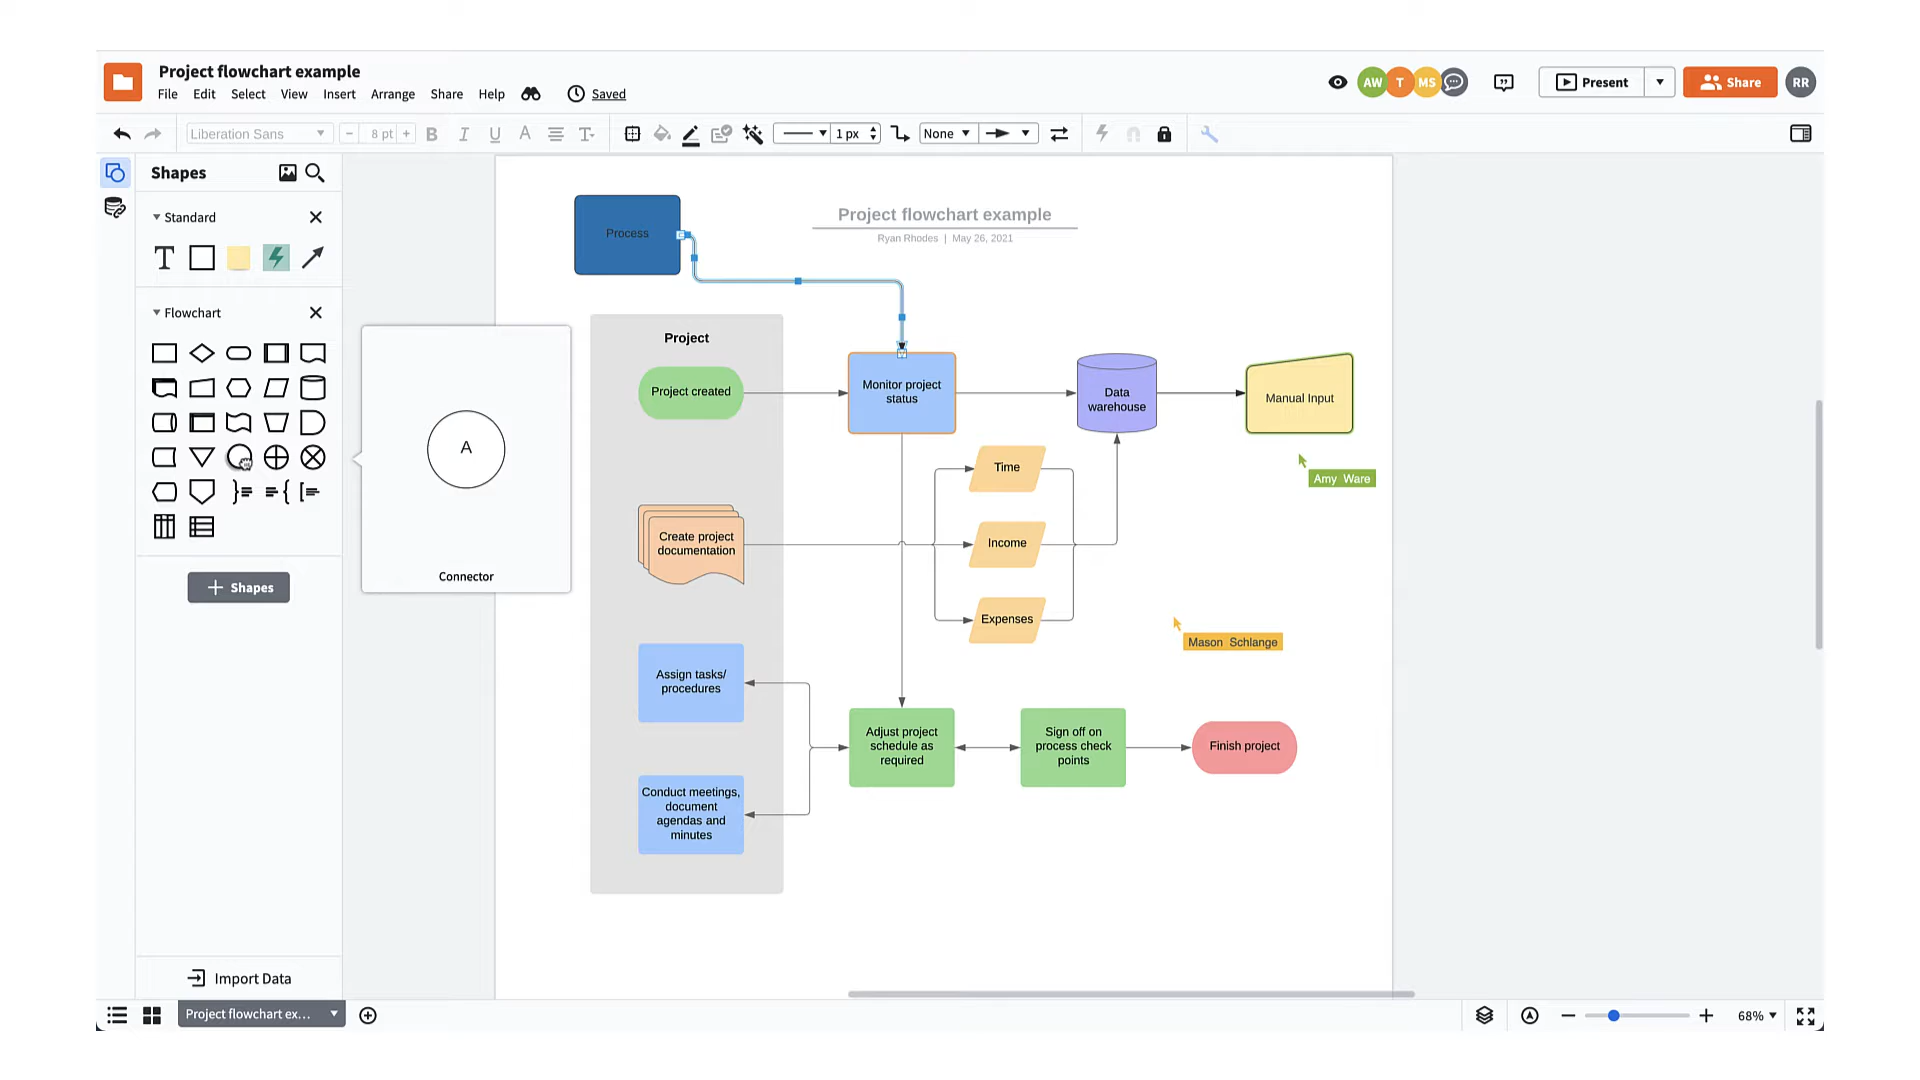 Project flowchart example
File Edit Select View Insert Arrange Share Help Saved
AW T MS Present Share RR
Liberation Sans 8 pt B I U A T 1 px None
Shapes
Standard
T
Flowchart
Shapes
Import Data
A
Connector
Process
Project flowchart example
Ryan Rhodes | May 26, 2021
Project
Project created
Monitor project
status
Data
warehouse
Manual Input
Amy Ware
Time
Create project
documentation
Income
Expenses
Mason Schlange
Assign tasks/
procedures
Adjust project
schedule as
required
Sign off on
process check
points
Finish project
Conduct meetings,
document
agendas and
minutes
Project flowchart ex...
68%